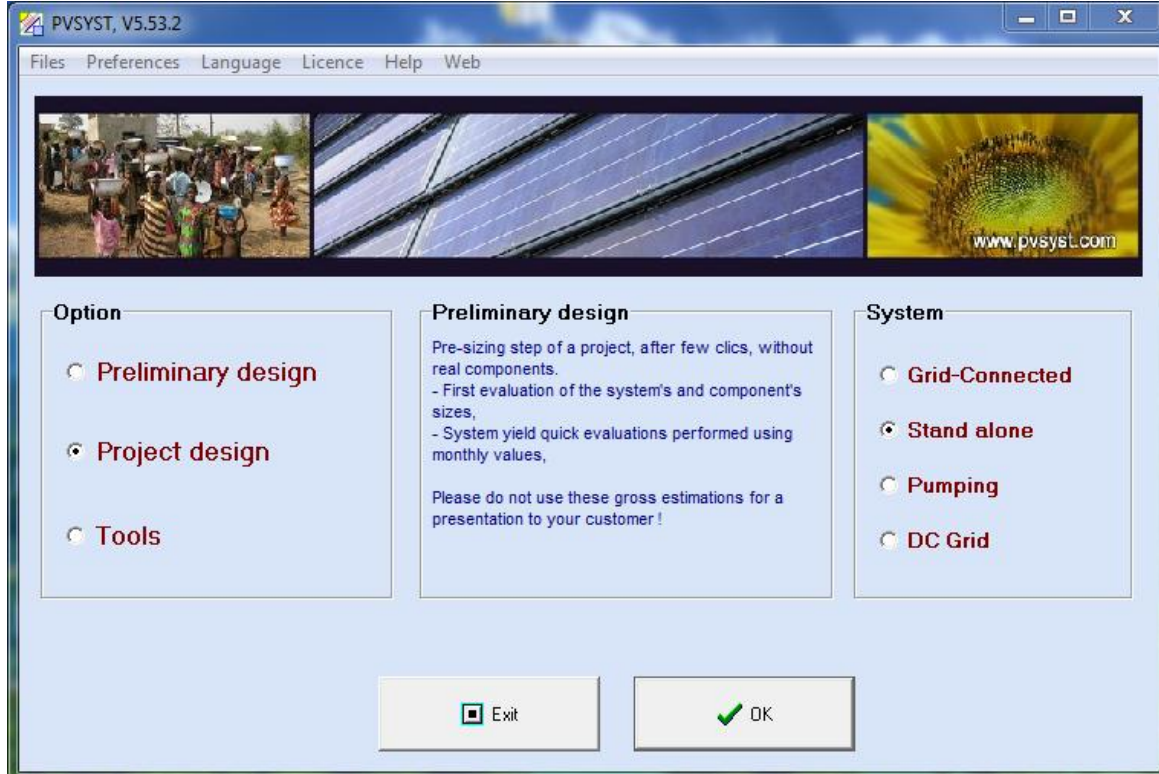 PVSYST, V5.53.2
Files Preferences Language Licence Help Web
www.pvsyst.com
Option
Preliminary design
Project design
Tools
Preliminary design
Pre-sizing step of a project, after few clics, without
real components.
- First evaluation of the system's and component's
sizes,
- System yield quick evaluations performed using
monthly values,
Please do not use these gross estimations for a
presentation to your customer !
System
Grid-Connected
Stand alone
Pumping
DC Grid
Exit
OK